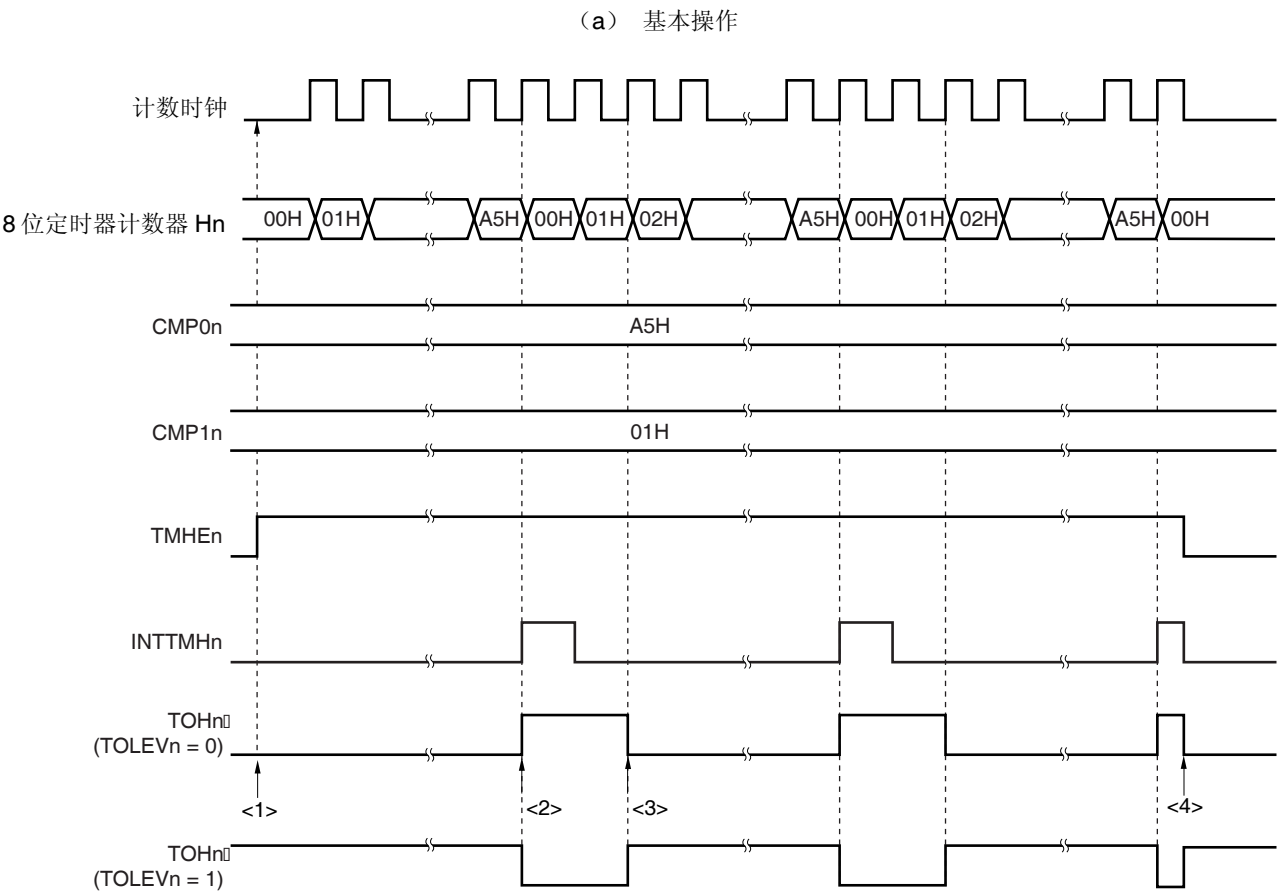 （a） 基本操作
计数时钟
8 位定时器计数器 Hn
00H 01H A5H 00H 01H 02H A5H 00H 01H 02H A5H 00H
CMP0n
A5H
CMP1n
01H
TMHEn
INTTMHn
TOHn▯
(TOLEVn = 0)
<1> <2> <3> <4>
TOHn▯
(TOLEVn = 1)